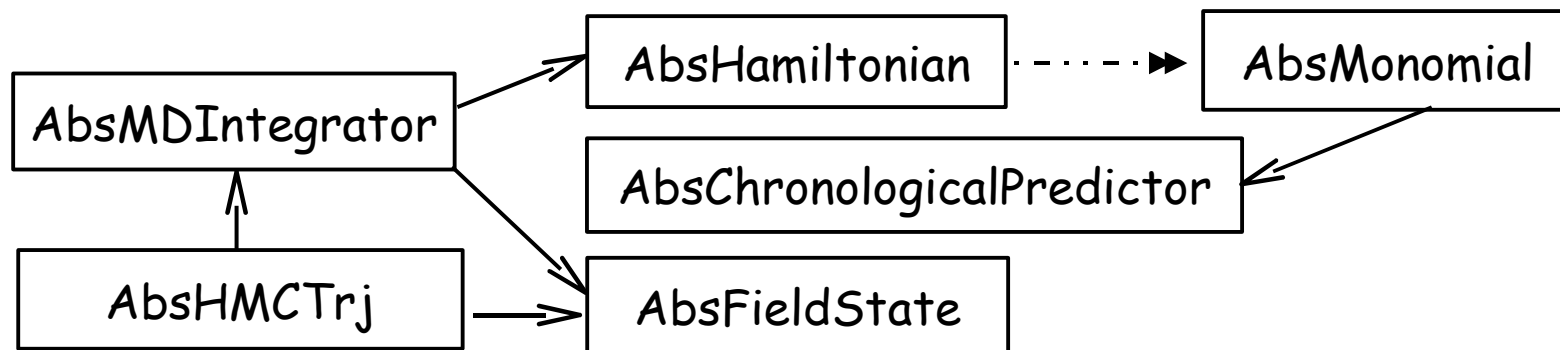 AbsHamiltonian
AbsMonomial
AbsMDIntegrator
AbsChronologicalPredictor
AbsHMCTrj
AbsFieldState